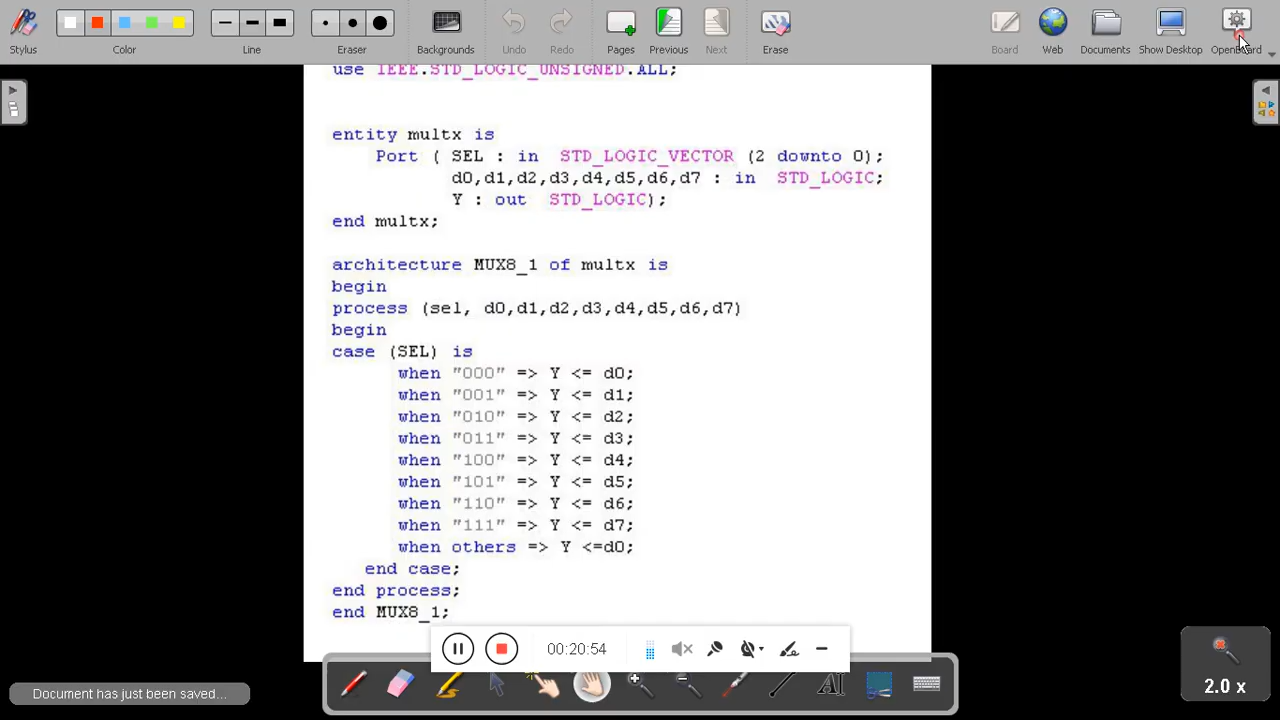 Stylus
Color
Line
Eraser
Backgrounds
Undo
Redo
Pages
Previous
Next
Erase
Board
Web
Documents
Show Desktop
OpenBoard
use IEEE.STD_LOGIC_UNSIGNED.ALL;
entity multx is
Port ( SEL : in STD_LOGIC_VECTOR (2 downto 0);
d0,d1,d2,d3,d4,d5,d6,d7 : in STD_LOGIC;
Y : out STD_LOGIC);
end multx;
architecture MUX8_1 of multx is
begin
process (sel, d0,d1,d2,d3,d4,d5,d6,d7)
begin
case (SEL) is
when "000" => Y <= d0;
when "001" => Y <= d1;
when "010" => Y <= d2;
when "011" => Y <= d3;
when "100" => Y <= d4;
when "101" => Y <= d5;
when "110" => Y <= d6;
when "111" => Y <= d7;
when others => Y <=d0;
end case;
end process;
end MUX8_1;
00:20:54
Document has just been saved
AI
2.0 x